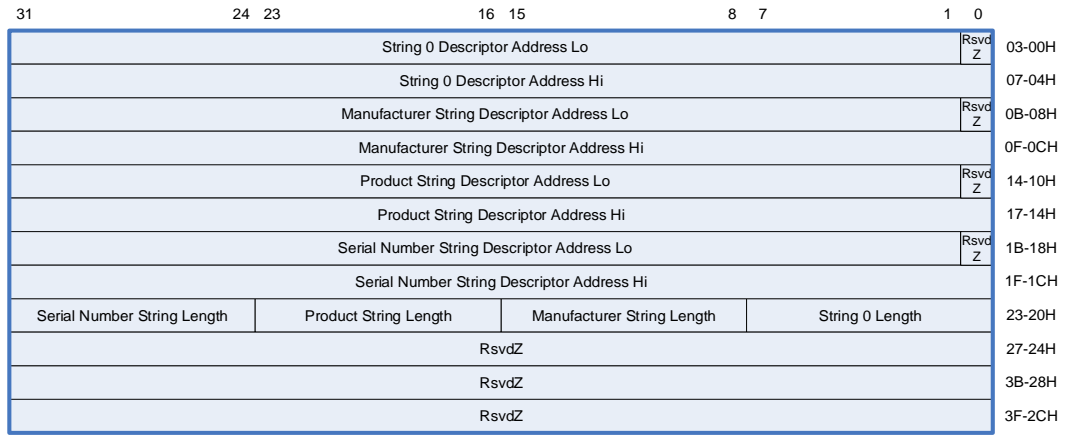 31 24 23 16 15 8 7 1 0
String 0 Descriptor Address Lo Rsvd Z 03-00H
String 0 Descriptor Address Hi 07-04H
Manufacturer String Descriptor Address Lo Rsvd Z 0B-08H
Manufacturer String Descriptor Address Hi 0F-0CH
Product String Descriptor Address Lo Rsvd Z 14-10H
Product String Descriptor Address Hi 17-14H
Serial Number String Descriptor Address Lo Rsvd Z 1B-18H
Serial Number String Descriptor Address Hi 1F-1CH
Serial Number String Length Product String Length Manufacturer String Length String 0 Length 23-20H
RsvdZ 27-24H
RsvdZ 3B-28H
RsvdZ 3F-2CH